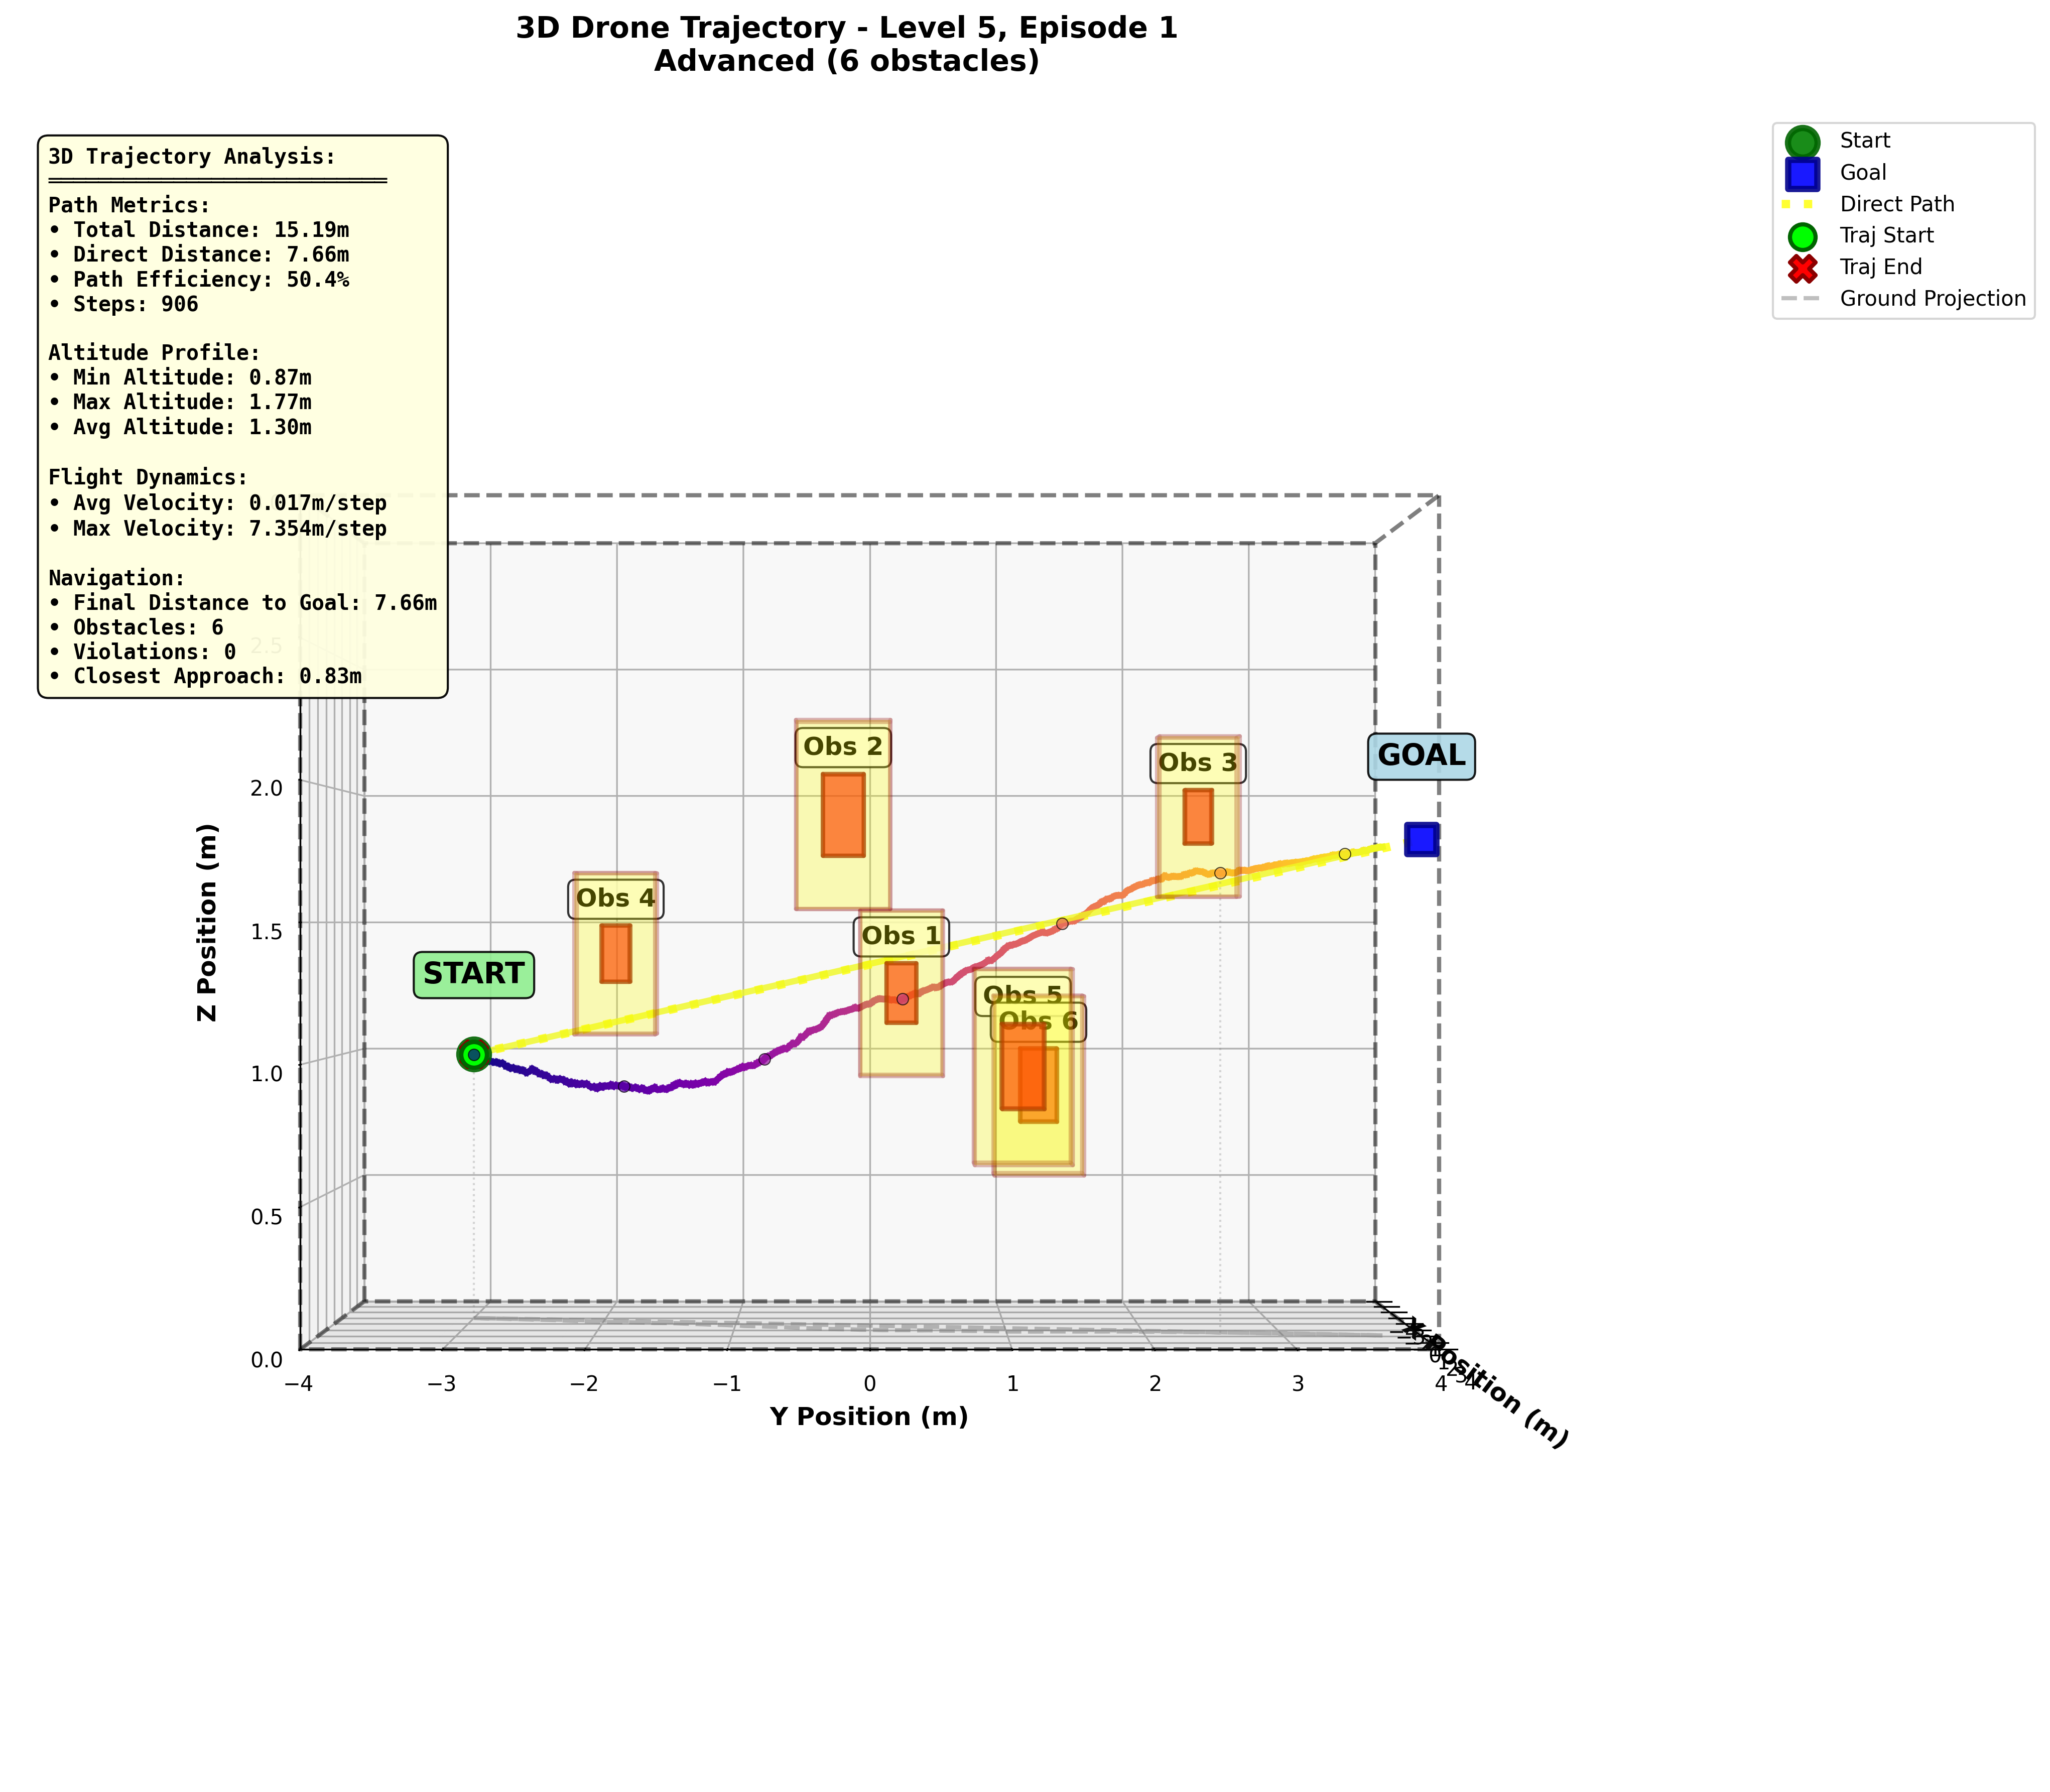 3D Drone Trajectory - Level 5, Episode 1
Advanced (6 obstacles)
3D Trajectory Analysis:
Path Metrics:
• Total Distance: 15.19m
• Direct Distance: 7.66m
• Path Efficiency: 50.4%
• Steps: 906
Altitude Profile:
• Min Altitude: 0.87m
• Max Altitude: 1.77m
• Avg Altitude: 1.30m
Flight Dynamics:
• Avg Velocity: 0.017m/step
• Max Velocity: 7.354m/step
Navigation:
• Final Distance to Goal: 7.66m
• Obstacles: 6
• Violations: 0
• Closest Approach: 0.83m
Start
Goal
Direct Path
Traj Start
Traj End
Ground Projection
2.5
2.0
1.5
1.0
0.5
0.0
Z Position (m)
Obs 2
Obs 3
GOAL
Obs 4
Obs 1
START
Obs 5
Obs 6
−4
−3
−2
−1
0
1
2
3
4
Y Position (m)
X Position (m)